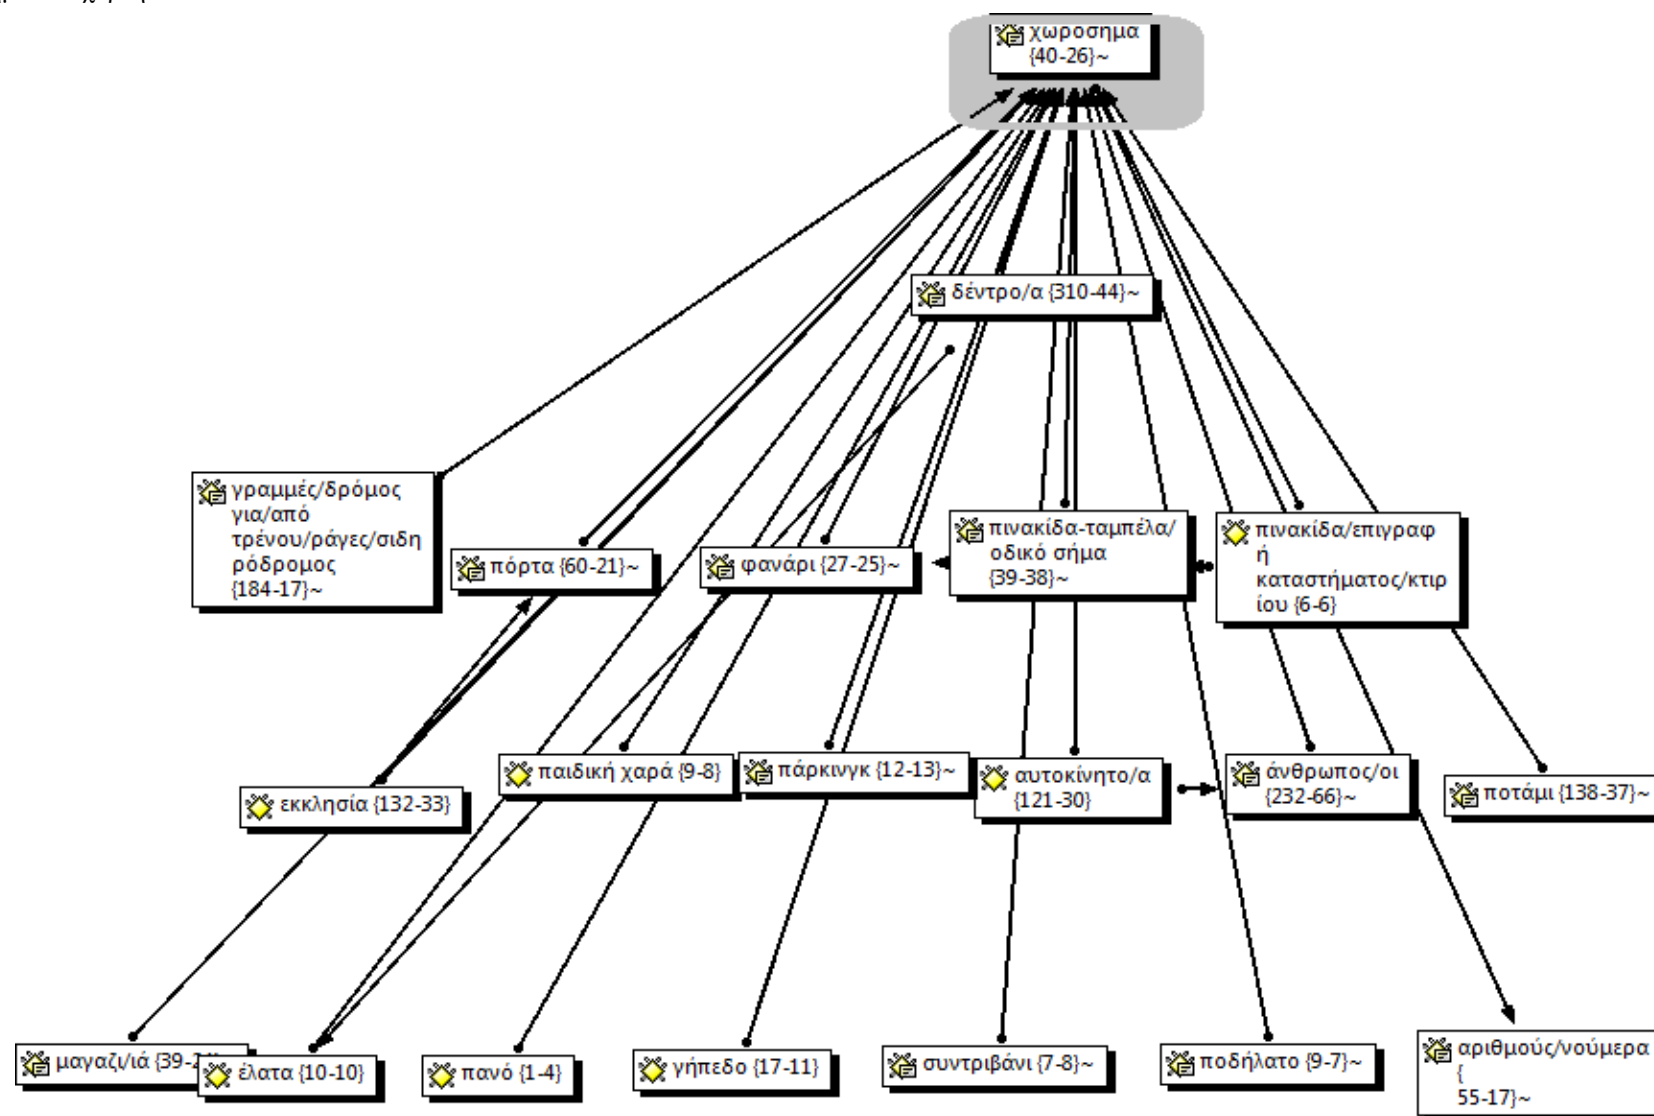 χωρόσημα
{40-26}~
δέντρο/α {310-44}~
γραμμές/δρόμος
για/από
τρένου/ράγες/σιδη
ρόδρομος
{184-17}~
πόρτα {60-21}~
φανάρι {27-25}~
πινακίδα-ταμπέλα/
οδικό σήμα
{39-38}~
πινακίδα/επιγραφ
ή
καταστήματος/κτιρ
ίου {6-6}
εκκλησία {132-33}
παιδική χαρά {9-8}
πάρκινγκ {12-13}~
αυτοκίνητο/α
{121-30}
άνθρωπος/οι
{232-66}~
ποτάμι {138-37}~
μαγαζι/ιά
έλατα {10-10}
πανό {1-4}
γήπεδο {17-11}
συντριβάνι {7-8}~
ποδήλατο {9-7}~
αριθμούς/νούμερα
{
55-17}~